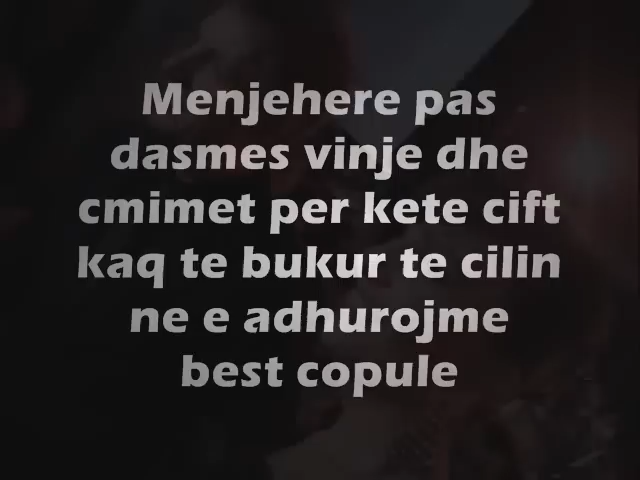 Menjehere pas
dasmes vinje dhe
cmimet per kete cift
kaq te bukur te cilin
ne e adhurojme
best copule